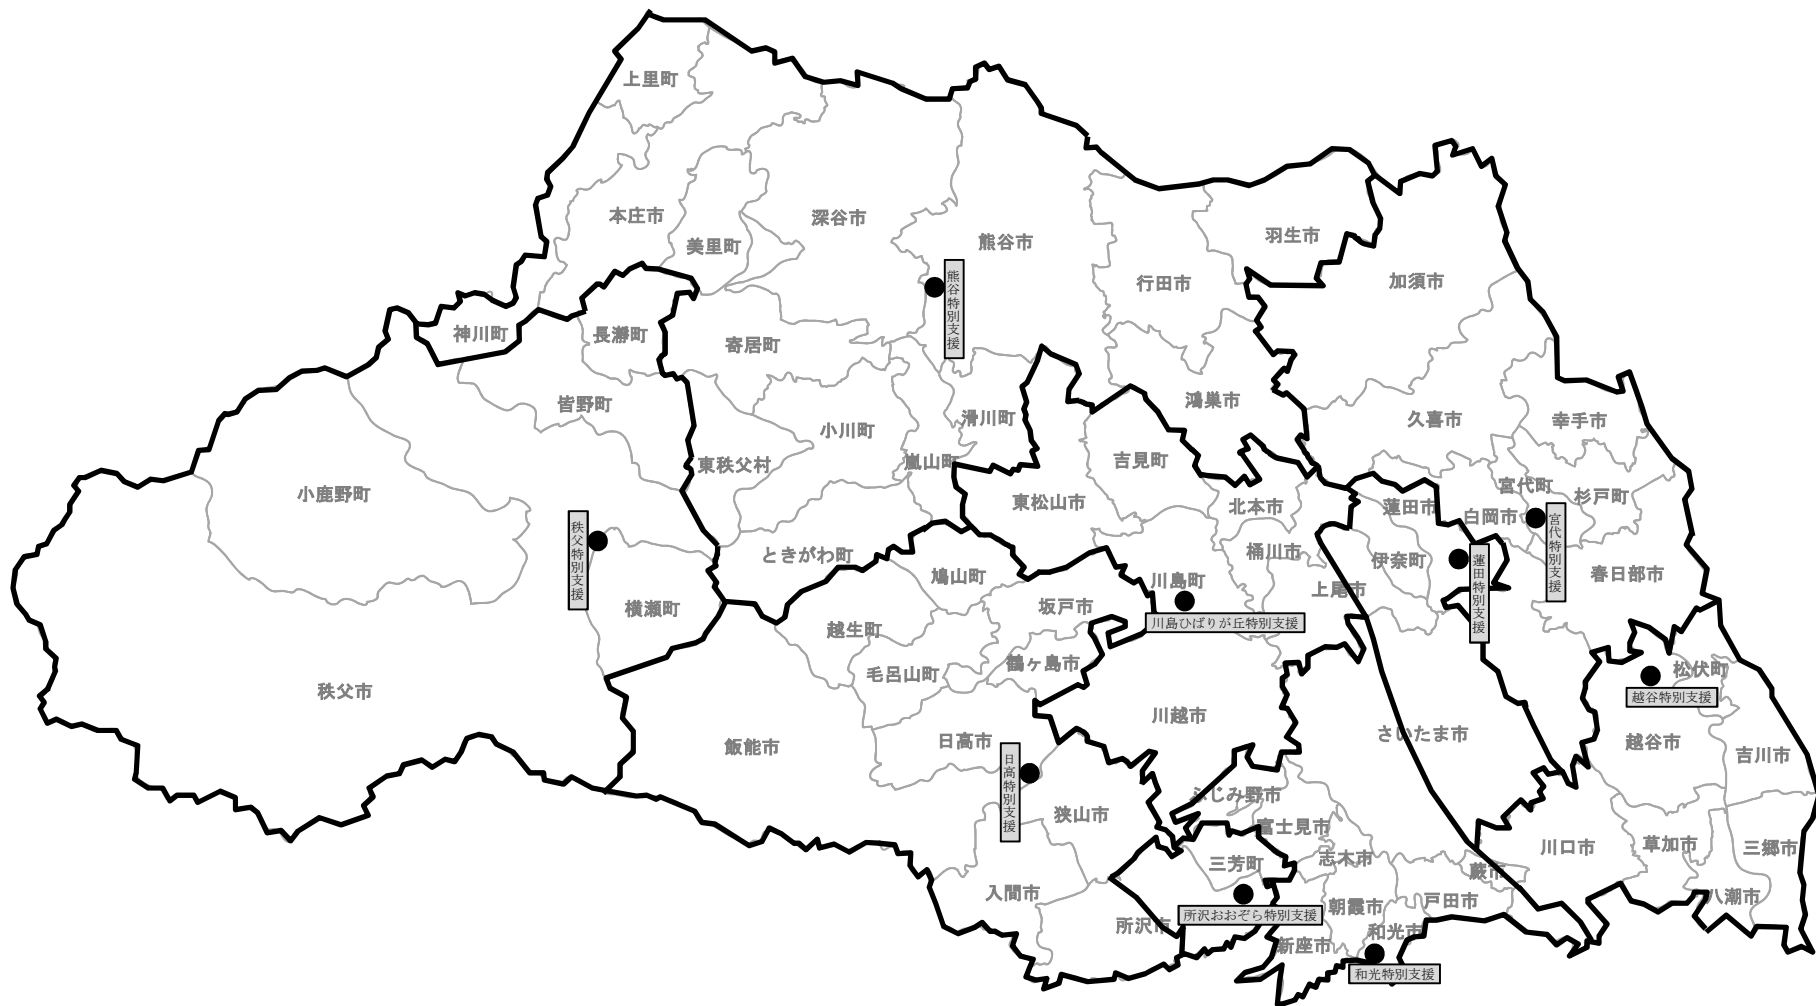 上里町
本庄市
美里町
深谷市
熊谷市
行田市
羽生市
加須市
神川町
長瀞町
寄居町
熊谷特別支援
皆野町
小川町
滑川町
鴻巣市
久喜市
幸手市
東秩父村
嵐山町
吉見町
小鹿野町
東松山市
北本市
蓮田市
宮代町
杉戸町
白岡市
秩父特別支援
ときがわ町
鳩山町
川島町
桶川市
上尾市
伊奈町
蓮田特別支援
宮代特別支援
春日部市
横瀬町
越生町
坂戸市
川島ひばりが丘特別支援
毛呂山町
鶴ヶ島市
松伏町
秩父市
越谷特別支援
飯能市
日高市
川越市
さいたま市
越谷市
吉川市
日高特別支援
狭山市
ふじみ野市
富士見市
三芳町
志木市
蕨市
川口市
草加市
三郷市
入間市
所沢市
所沢おおぞら特別支援
朝霞市
戸田市
八潮市
新座市
和光市
和光特別支援